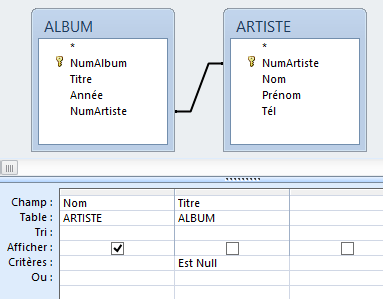 ALBUM
*
NumAlbum
Titre
Année
NumArtiste
ARTISTE
*
NumArtiste
Nom
Prénom
Tél
Champ : Nom Titre
Table : ARTISTE ALBUM
Tri :
Afficher :
Critères : Est Null
Ou :